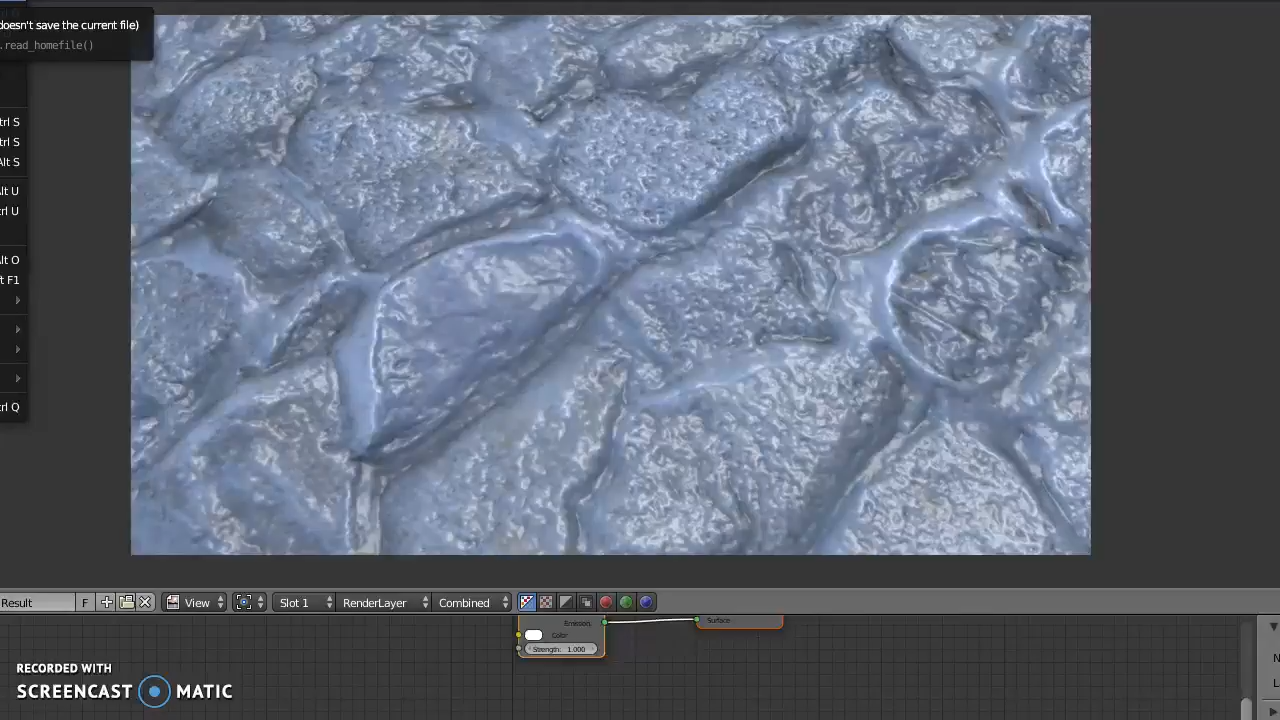 doesn't save the current file)
.read_homefile()
trl S
trl S
Alt S
Alt U
trl U
Alt O
t F1
trl Q
Result
F
View
Slot 1
RenderLayer
Combined
Emission
Surface
Color
Strength: 1.000
N
L
RECORDED WITH
SCREENCAST MATIC